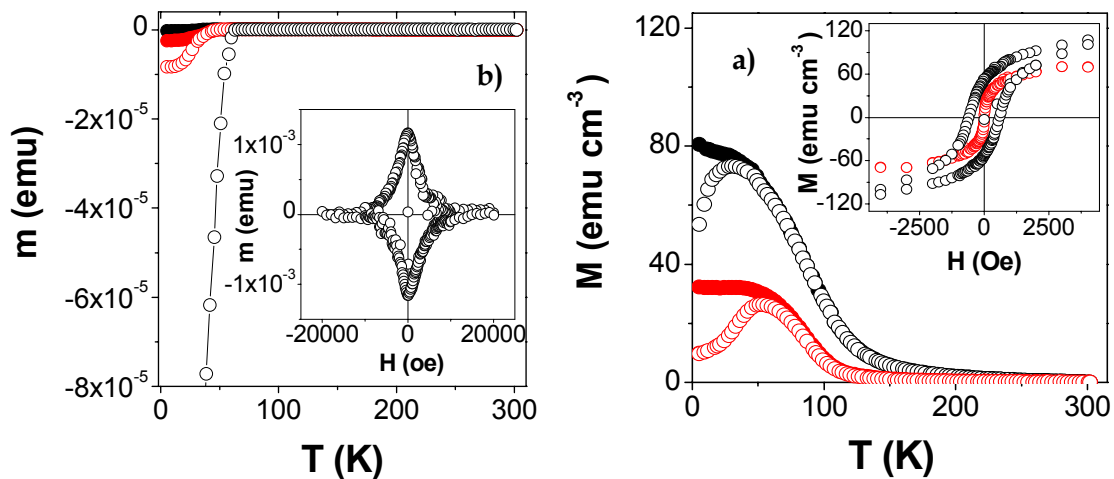 b)
m (emu)
0
-2x10⁻⁵
-4x10⁻⁵
-6x10⁻⁵
-8x10⁻⁵
0
100
200
300
T (K)
m (emu)
1x10⁻³
0
-1x10⁻³
-20000
0
20000
H (oe)
a)
M (emu cm⁻³)
120
80
40
0
0
100
200
300
T (K)
M (emu cm⁻³)
120
60
0
-60
-120
-2500
0
2500
H (Oe)